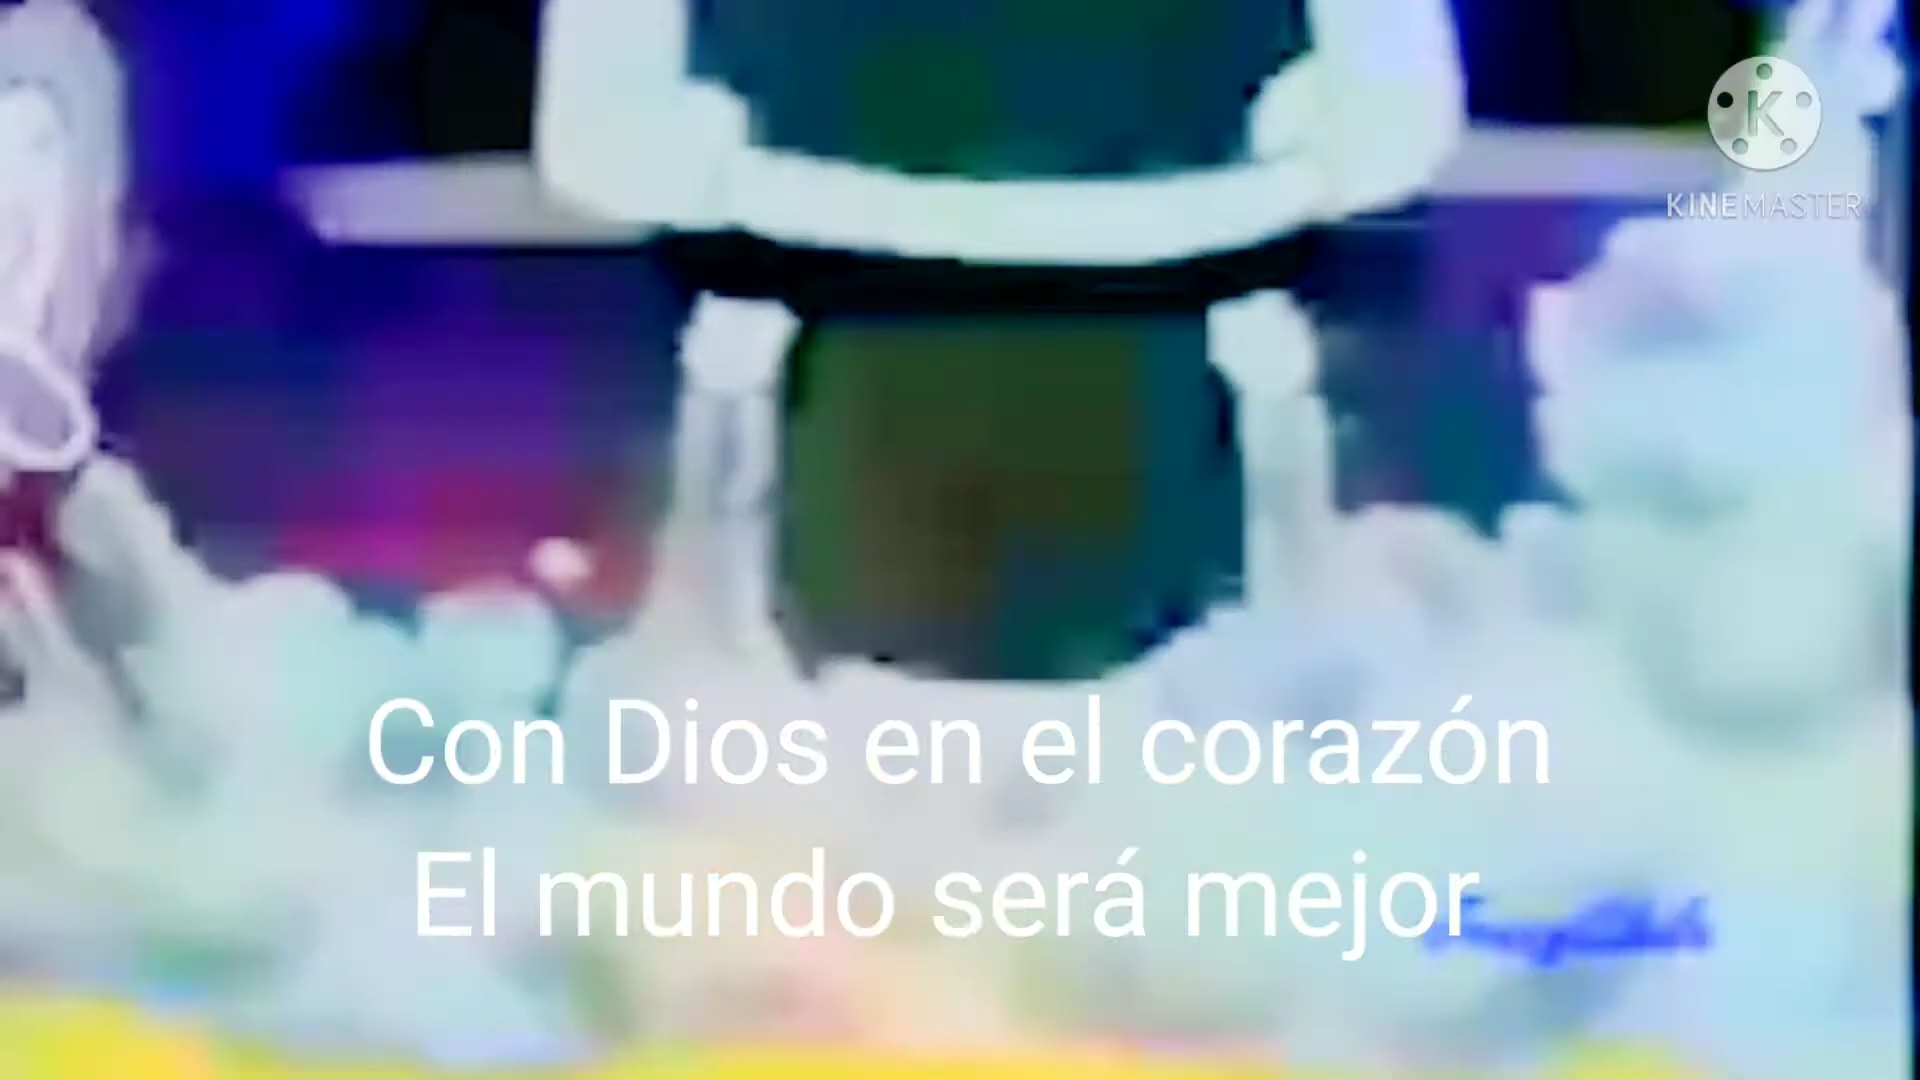 K
KINEMASTER
Con Dios en el corazón
El mundo será mejor